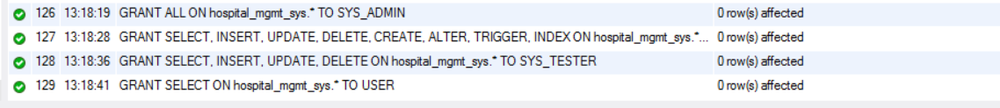 126 13:18:19 GRANT ALL ON hospital_mgmt_sys.* TO SYS_ADMIN 0 row(s) affected
127 13:18:28 GRANT SELECT, INSERT, UPDATE, DELETE, CREATE, ALTER, TRIGGER, INDEX ON hospital_mgmt_sys.*... 0 row(s) affected
128 13:18:36 GRANT SELECT, INSERT, UPDATE, DELETE ON hospital_mgmt_sys.* TO SYS_TESTER 0 row(s) affected
129 13:18:41 GRANT SELECT ON hospital_mgmt_sys.* TO USER 0 row(s) affected